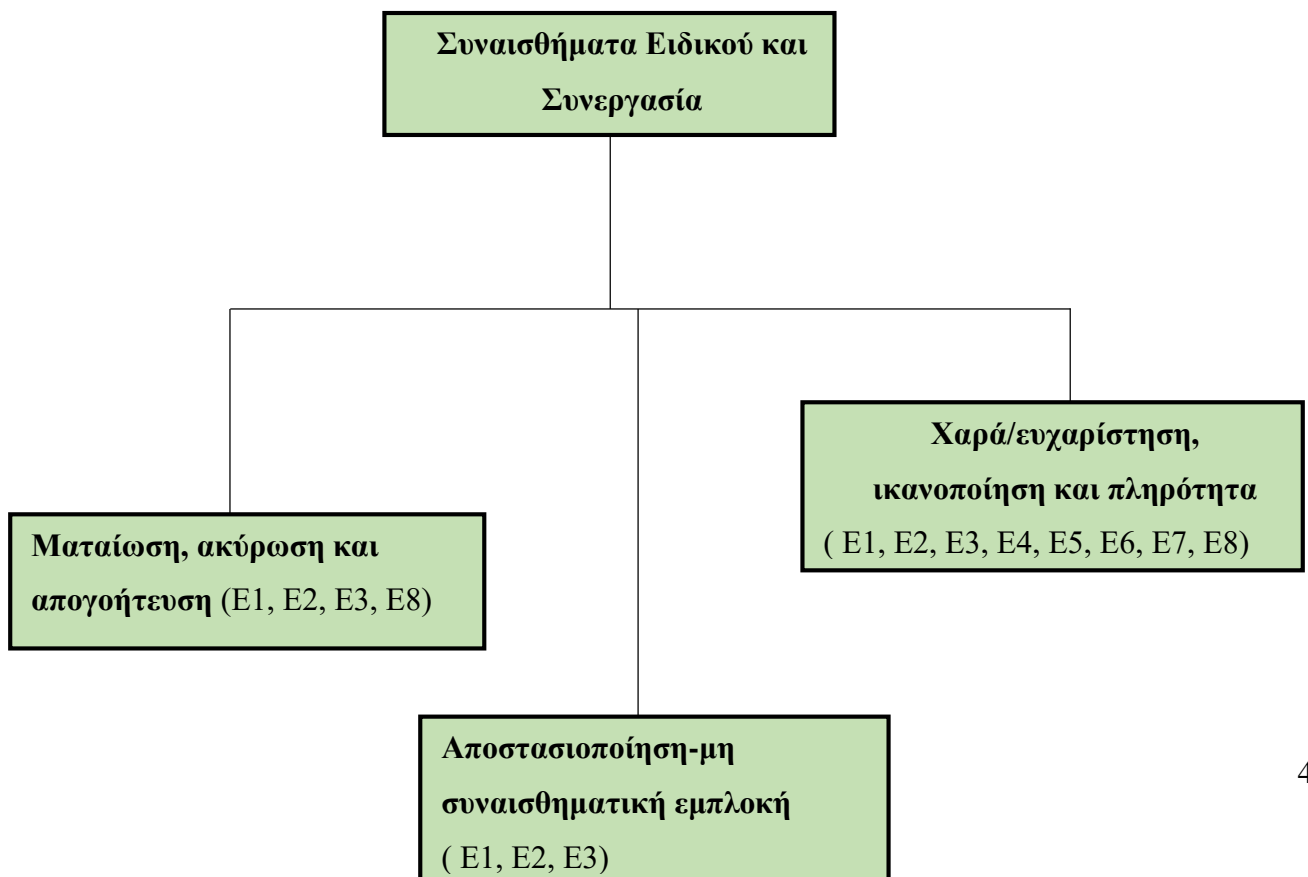 Συναισθήματα Ειδικού και
Συνεργασία
Χαρά/ευχαρίστηση,
ικανοποίηση και πληρότητα
( Ε1, Ε2, Ε3, Ε4, Ε5, Ε6, Ε7, Ε8)
Ματαίωση, ακύρωση και
απογοήτευση (Ε1, Ε2, Ε3, Ε8)
Αποστασιοποίηση-μη
συναισθηματική εμπλοκή
( Ε1, Ε2, Ε3)
4